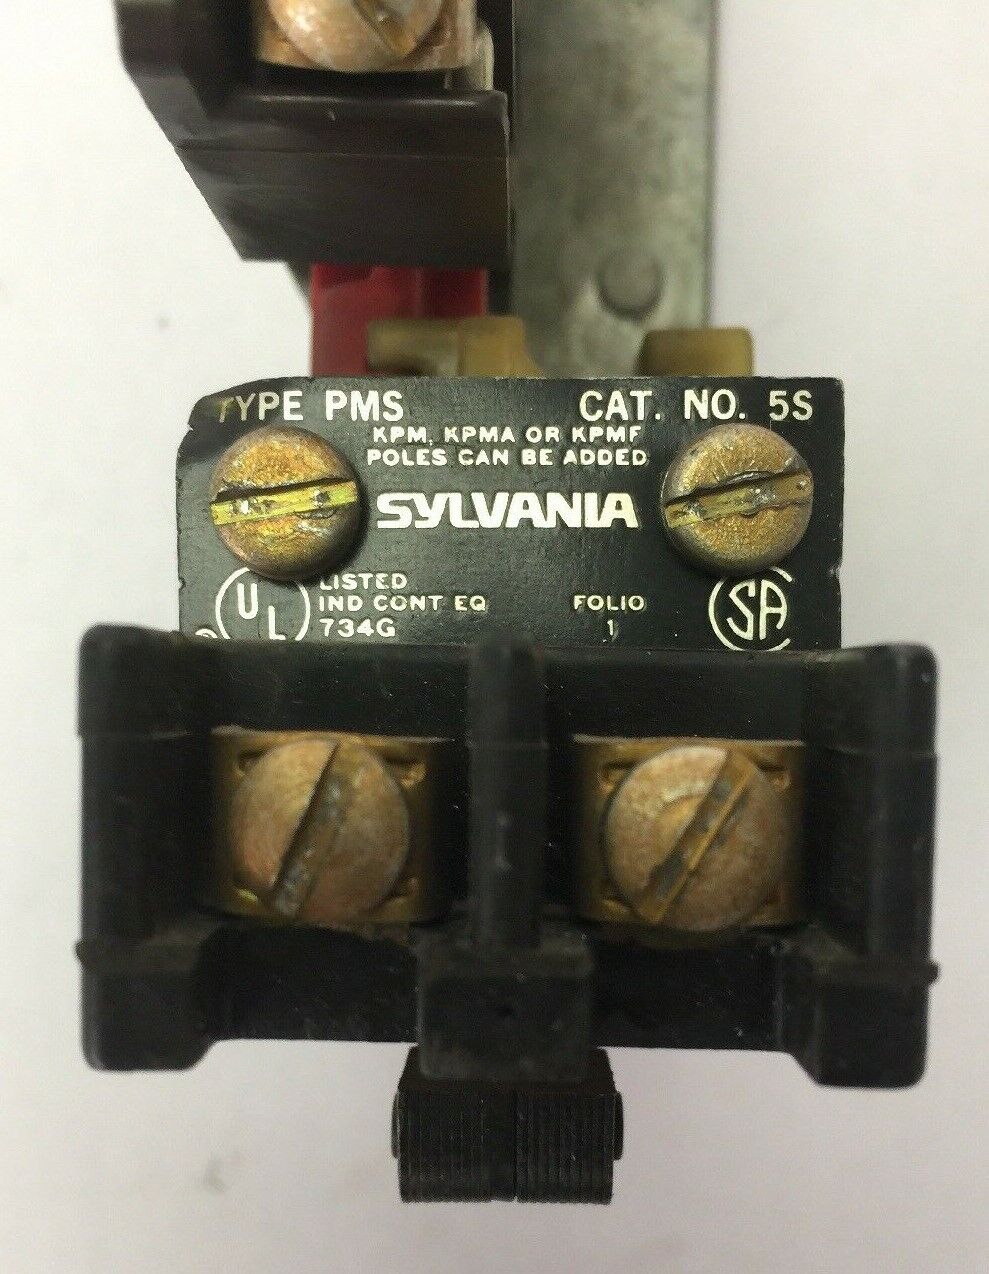 TYPE PMS CAT. NO. 5S
KPM, KPMA OR KPMF
POLES CAN BE ADDED
SYLVANIA
UL LISTED
IND CONT EQ FOLIO SA
734G 1